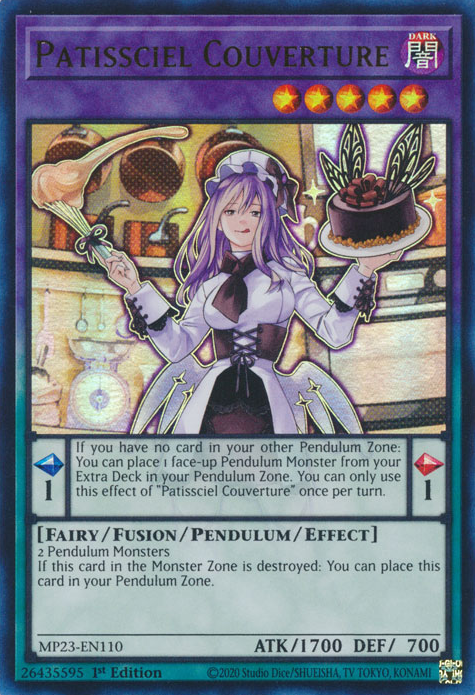 PATISSCIEL COUVERTURE
DARK
闇
If you have no card in your other Pendulum Zone:
You can place 1 face-up Pendulum Monster from your
Extra Deck in your Pendulum Zone. You can only use
this effect of "Patissciel Couverture" once per turn.
1
1
[FAIRY/FUSION/PENDULUM/EFFECT]
2 Pendulum Monsters
If this card in the Monster Zone is destroyed: You can place this
card in your Pendulum Zone.
MP23-EN110
ATK/1700 DEF/ 700
26435595 1st Edition
©2020 Studio Dice/SHUEISHA, TV TOKYO, KONAMI